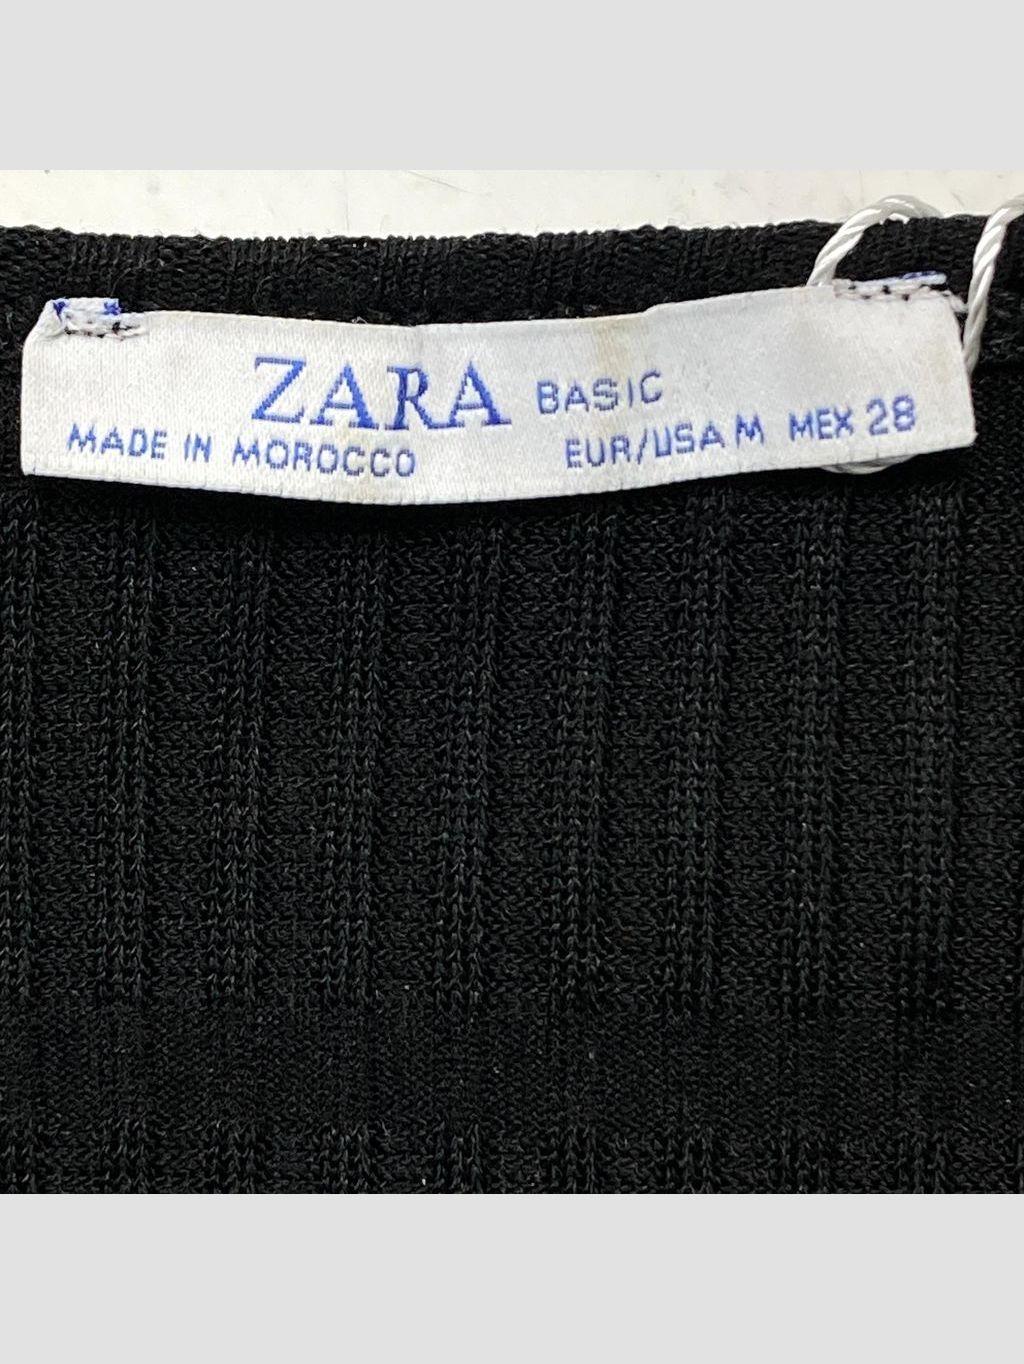 ZARA BASIC
MADE IN MOROCCO EUR/USA M MEX 28